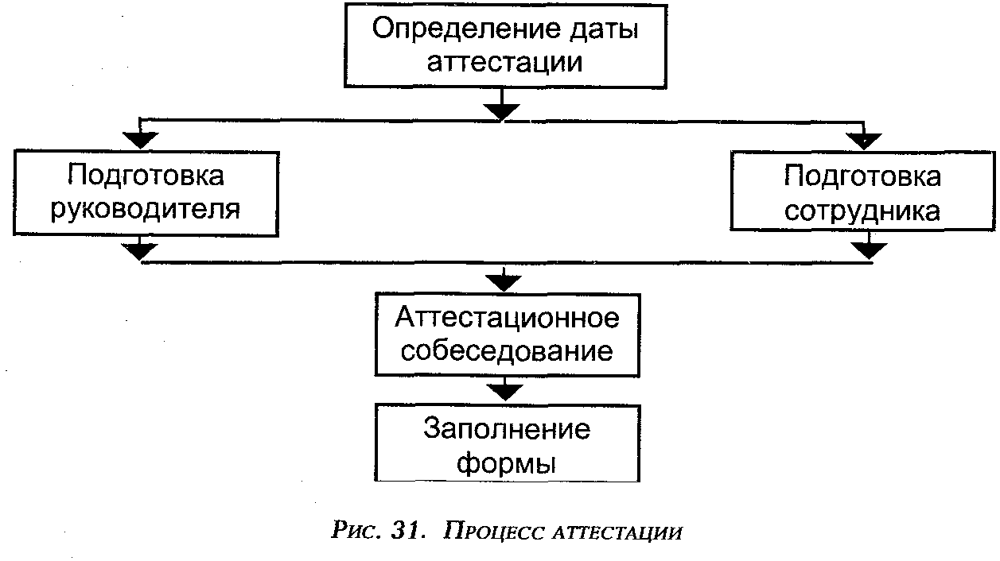 Определение даты
аттестации
Подготовка
руководителя
Подготовка
сотрудника
Аттестационное
собеседование
Заполнение
формы
Рис. 31. Процесс аттестации